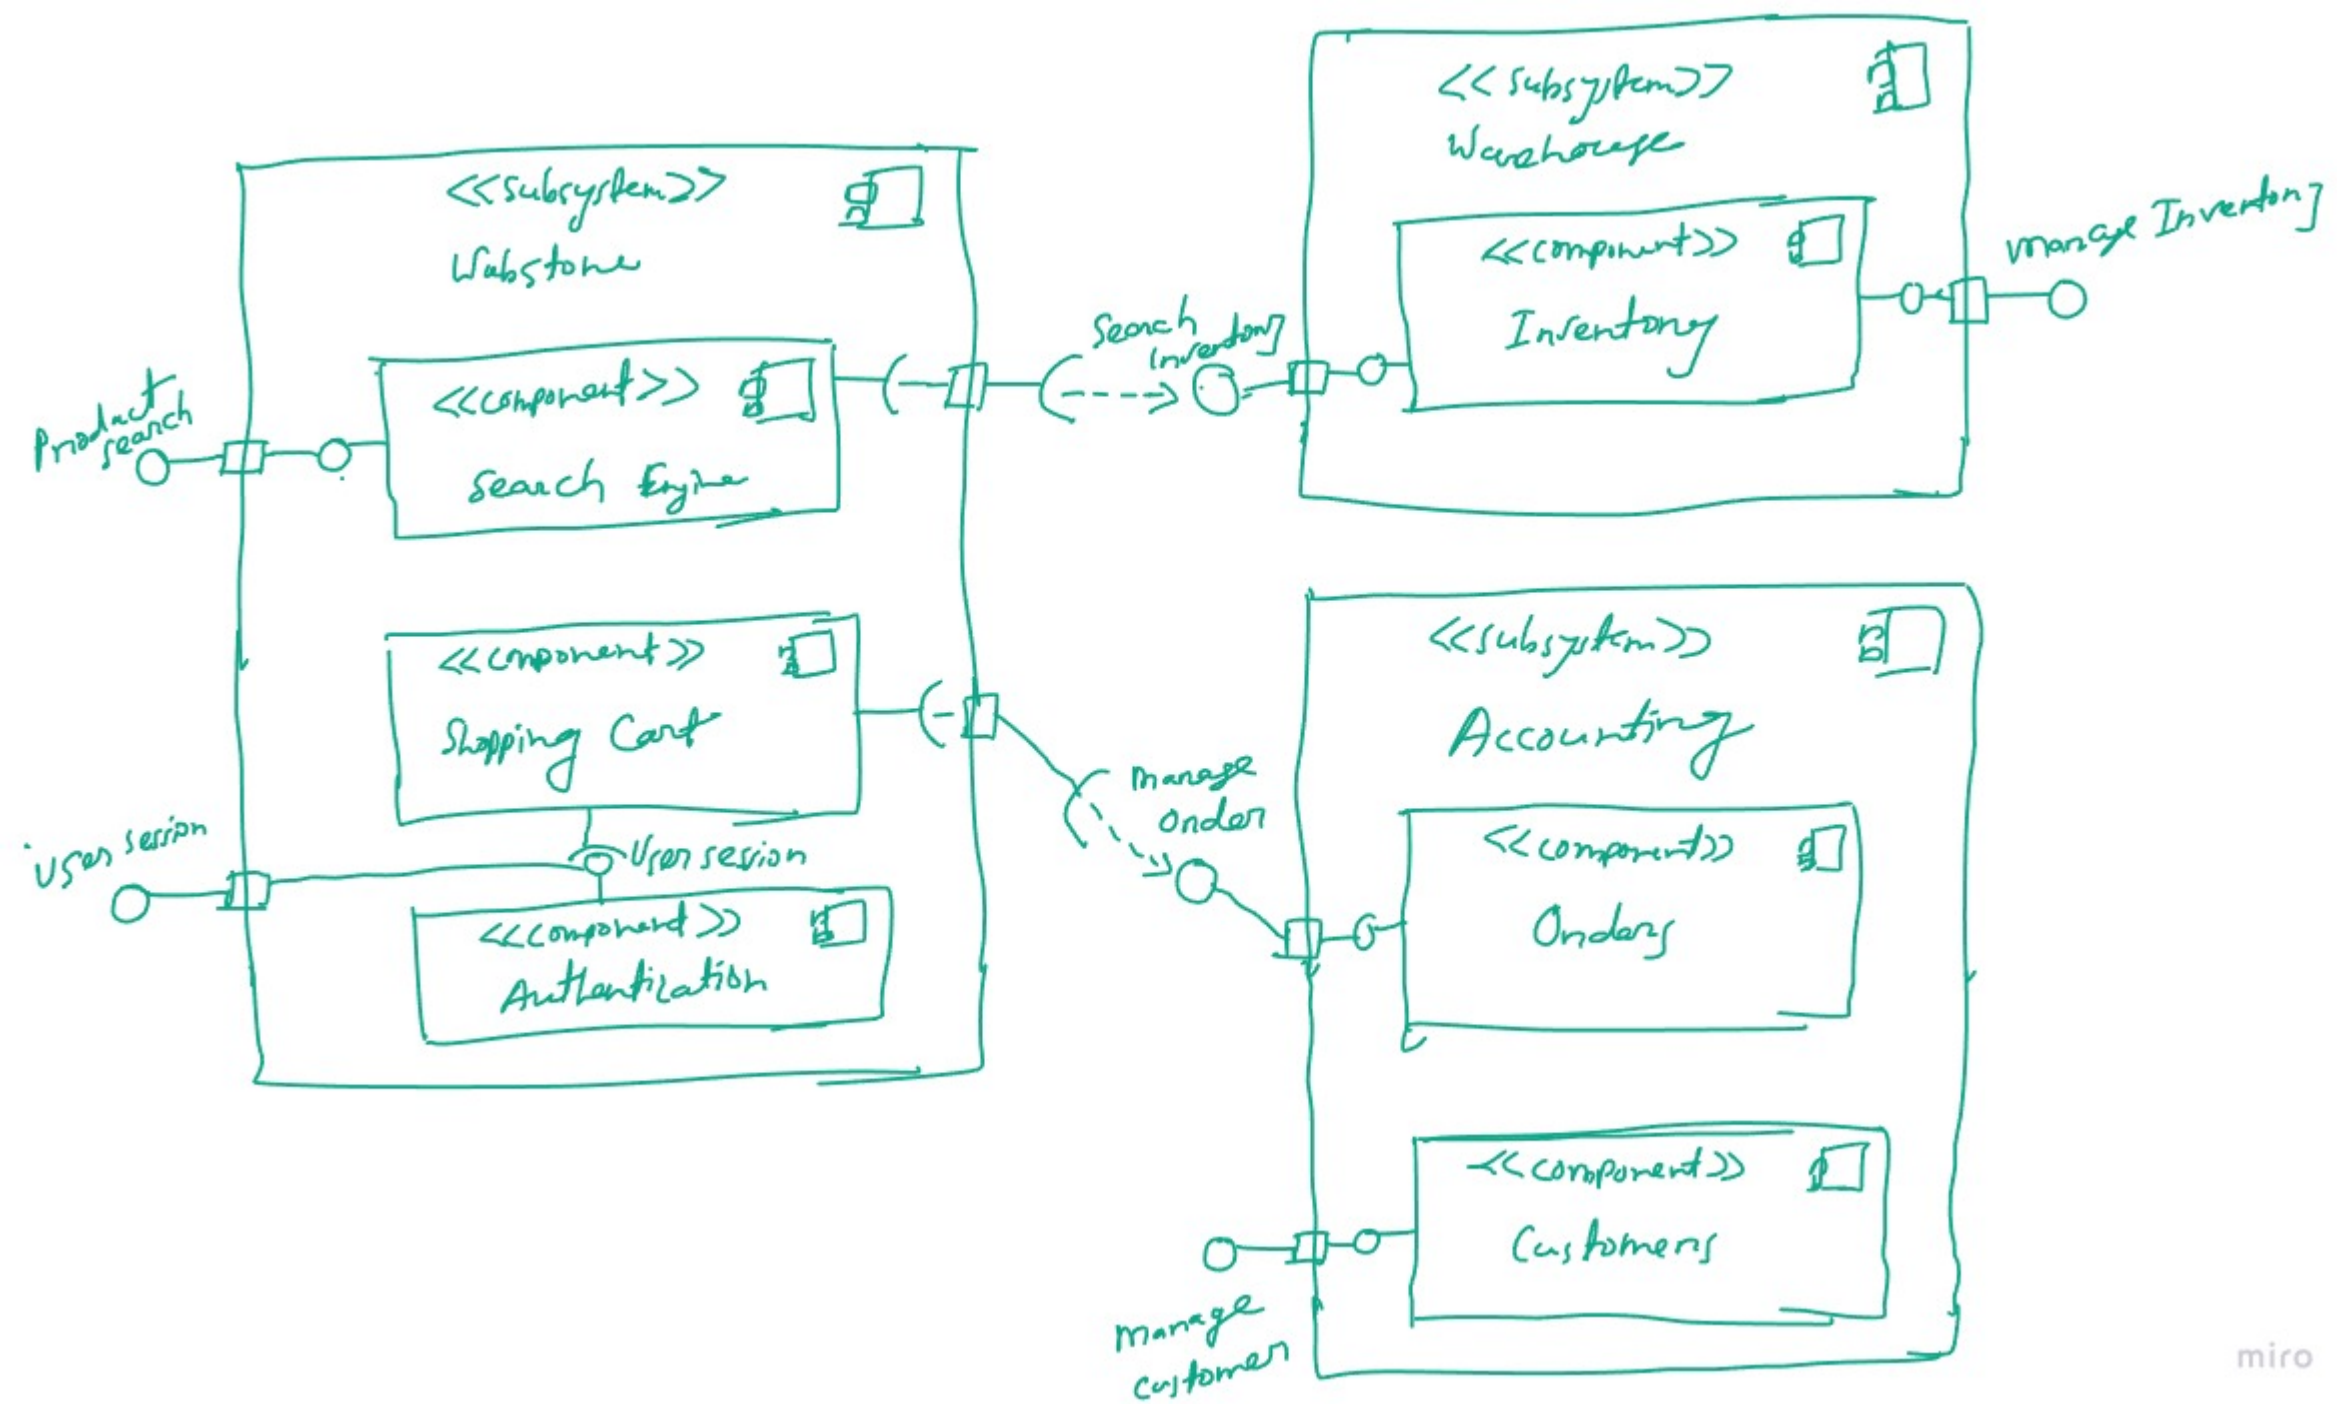 <<subsystem>>
Webstore
Product
search
<<component>>
Search Engine
<<component>>
Shopping Cart
User session
User session
<<component>>
Authentication
Search
Inventory
<<subsystem>>
Warehouse
<<component>>
Inventory
manage Inventory
manage
order
<<subsystem>>
Accounting
<<component>>
Orders
<<component>>
Customers
manage
customer
miro